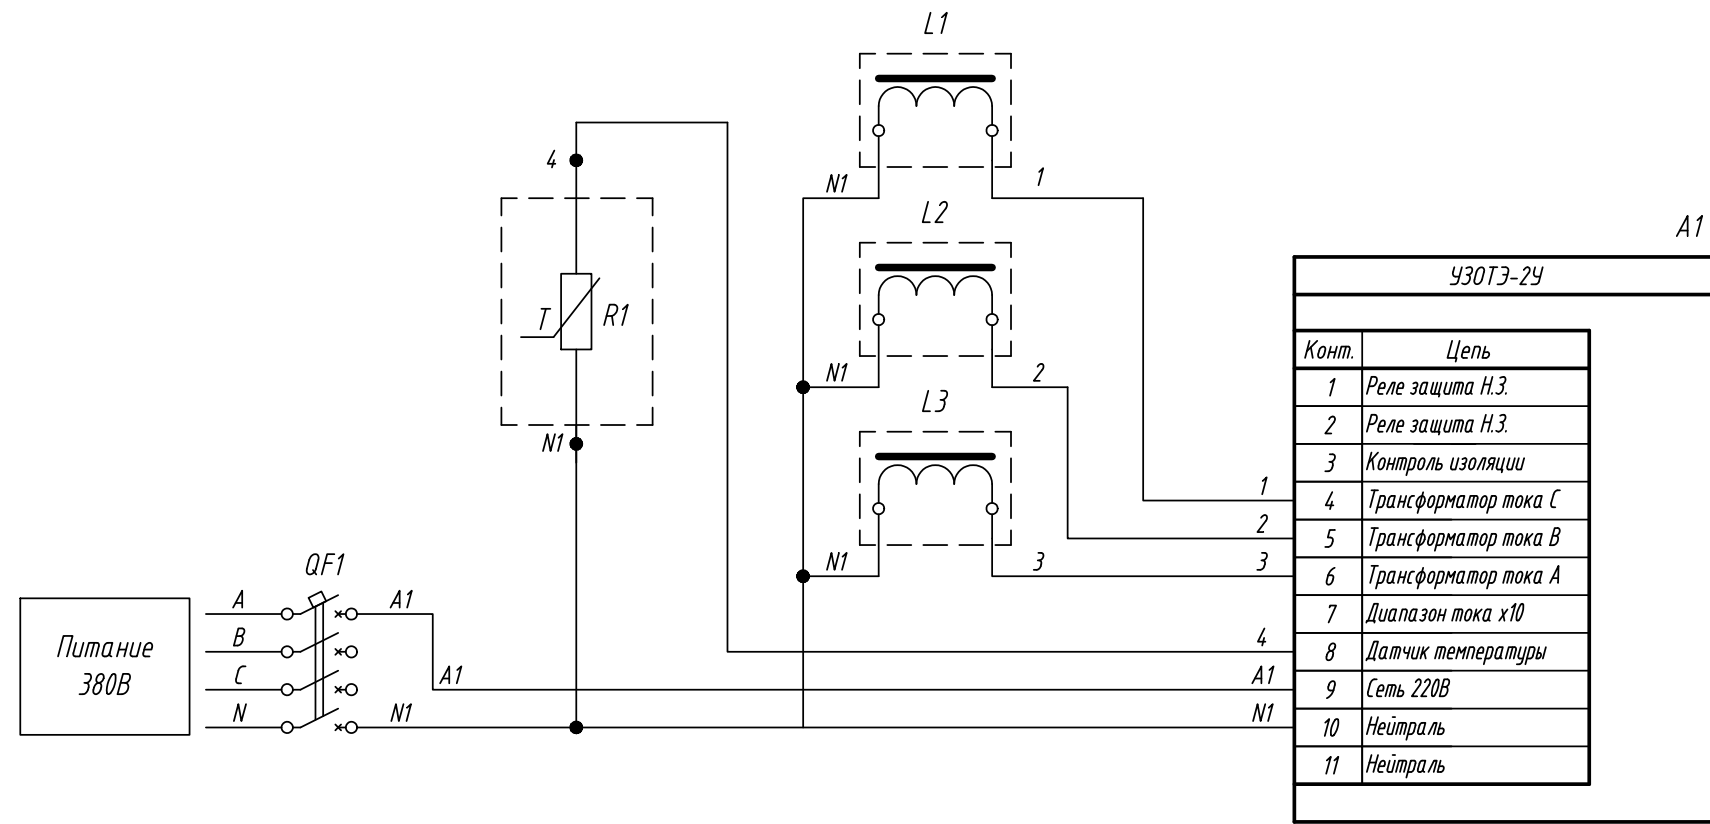 L1
4
N1
1
L2
A1
УЗОТЭ-2У
T
R1
Конт.
Цепь
N1
2
1
Реле защита Н.З.
L3
2
Реле защита Н.З.
N1
3
Контроль изоляции
1
4
Трансформатор тока С
2
5
Трансформатор тока В
N1
3
3
6
Трансформатор тока А
QF1
A
A1
7
Диапазон тока х10
Питание
380В
B
4
8
Датчик температуры
C
A1
A1
9
Сеть 220В
N
N1
N1
10
Нейтраль
11
Нейтраль